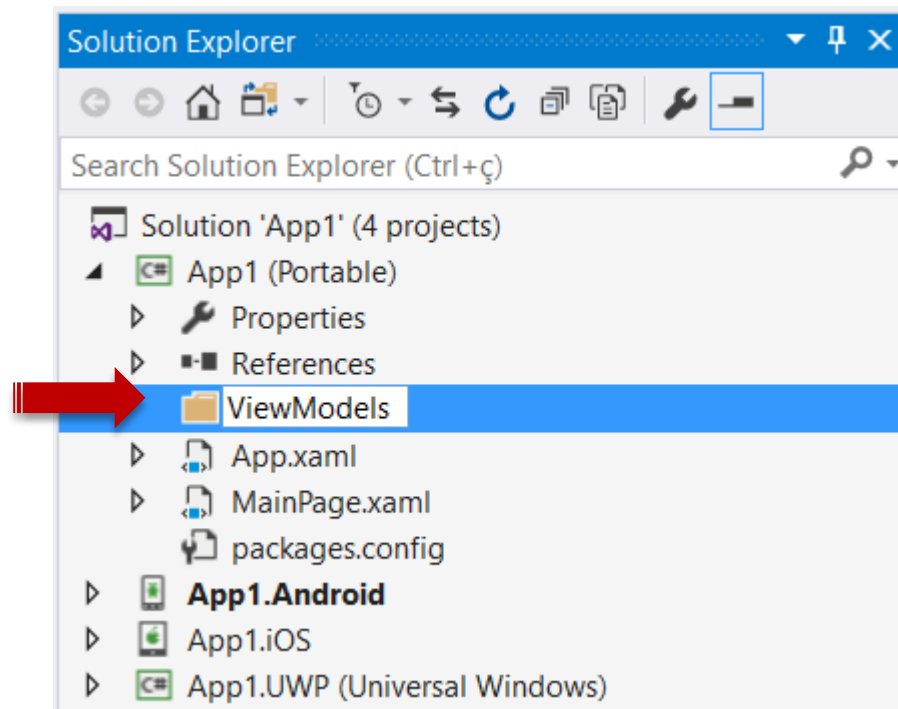 Solution Explorer
Search Solution Explorer (Ctrl+ç)
Solution 'App1' (4 projects)
C# App1 (Portable)
Properties
References
ViewModels
App.xaml
MainPage.xaml
packages.config
App1.Android
App1.iOS
C# App1.UWP (Universal Windows)